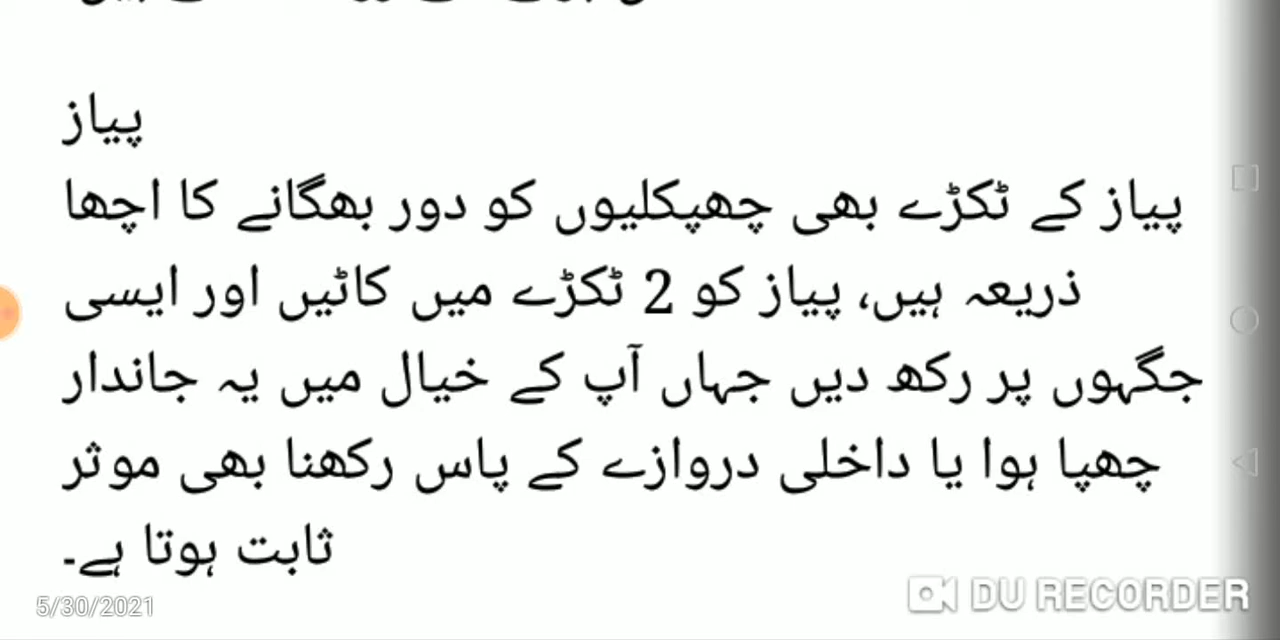 پیاز
پیاز کے ٹکڑے بھی چھپکلیوں کو دور بھگانے کا اچھا
ذریعہ ہیں، پیاز کو 2 ٹکڑے میں کاٹیں اور ایسی
جگہوں پر رکھ دیں جہاں آپ کے خیال میں یہ جاندار
چھپا ہوا یا داخلی دروازے کے پاس رکھنا بھی موثر
ثابت ہوتا ہے۔
5/30/2021
DU RECORDER